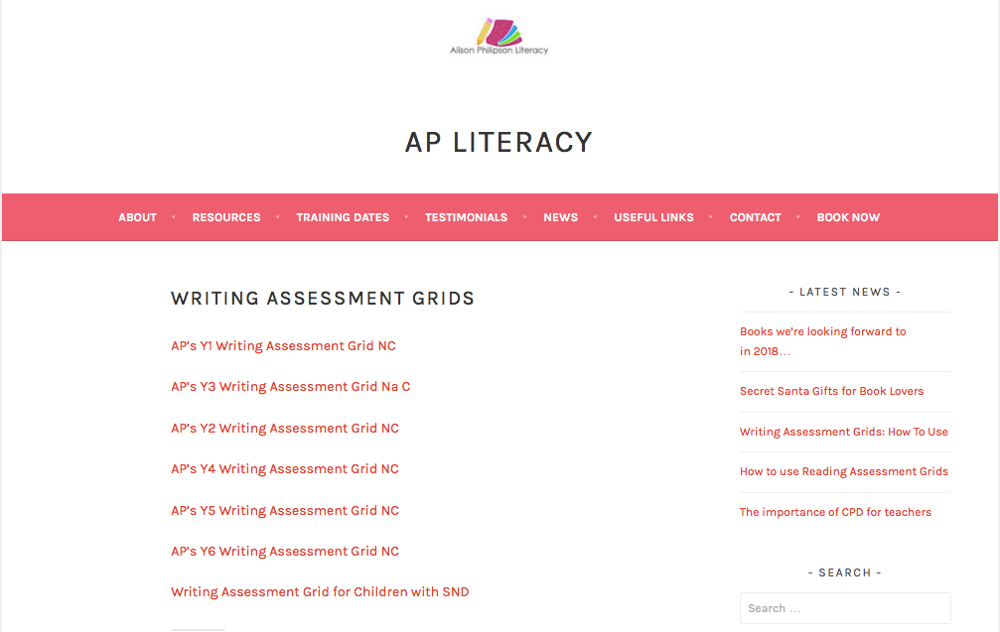 Alison Philipson Literacy
AP LITERACY
ABOUT • RESOURCES • TRAINING DATES • TESTIMONIALS • NEWS • USEFUL LINKS • CONTACT • BOOK NOW
WRITING ASSESSMENT GRIDS
AP's Y1 Writing Assessment Grid NC
AP's Y3 Writing Assessment Grid Na C
AP's Y2 Writing Assessment Grid NC
AP's Y4 Writing Assessment Grid NC
AP's Y5 Writing Assessment Grid NC
AP's Y6 Writing Assessment Grid NC
Writing Assessment Grid for Children with SND
- LATEST NEWS -
Books we're looking forward to
in 2018…
Secret Santa Gifts for Book Lovers
Writing Assessment Grids: How To Use
How to use Reading Assessment Grids
The importance of CPD for teachers
- SEARCH -
Search …